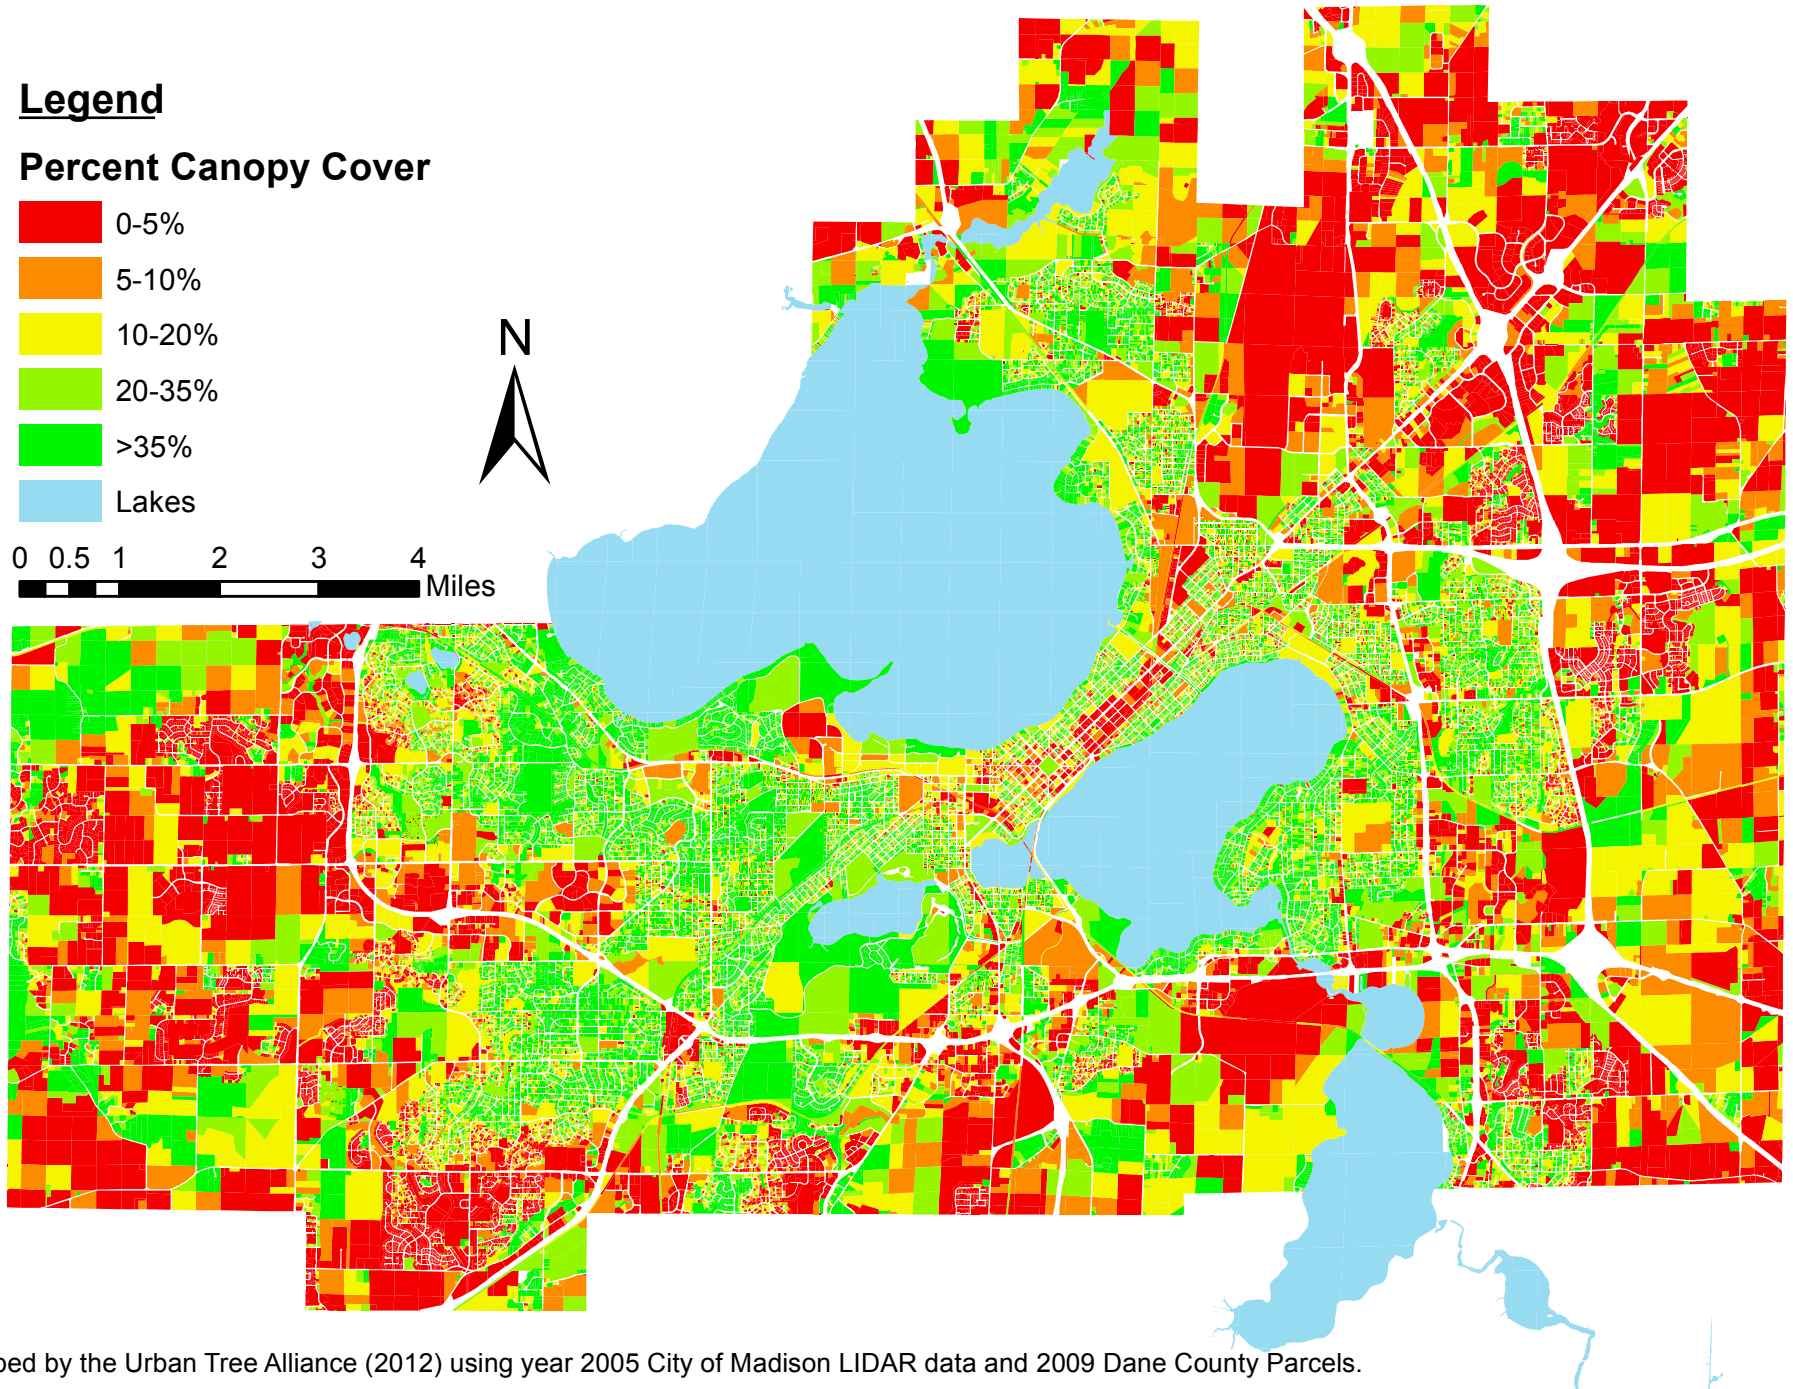 Legend
Percent Canopy Cover
0-5%
5-10%
10-20%
20-35%
>35%
Lakes
N
0 0.5 1 2 3 4
Miles
by the Urban Tree Alliance (2012) using year 2005 City of Madison LIDAR data and 2009 Dane County Parcels.